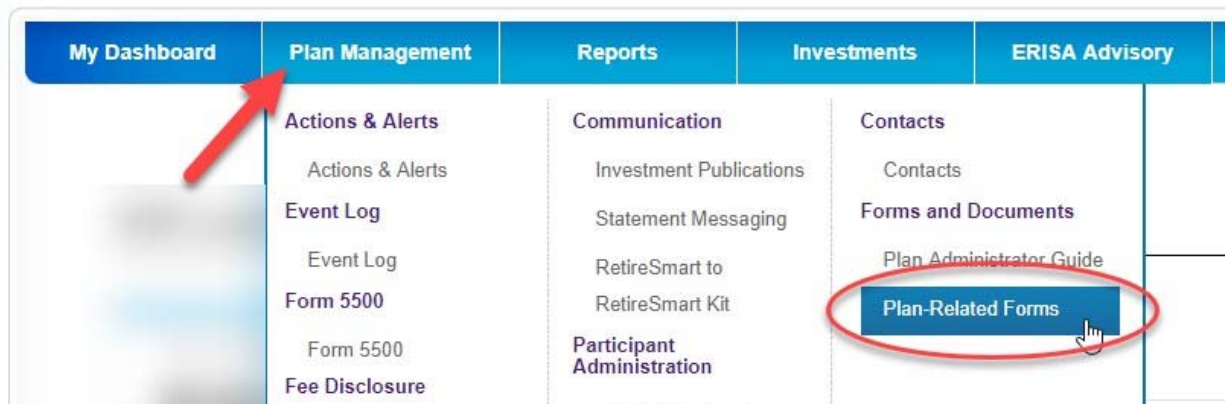 My Dashboard
Plan Management
Reports
Investments
ERISA Advisory
Actions & Alerts
Actions & Alerts
Event Log
Event Log
Form 5500
Form 5500
Fee Disclosure
Communication
Investment Publications
Statement Messaging
RetireSmart to
RetireSmart Kit
Participant
Administration
Contacts
Contacts
Forms and Documents
Plan Administrator Guide
Plan-Related Forms